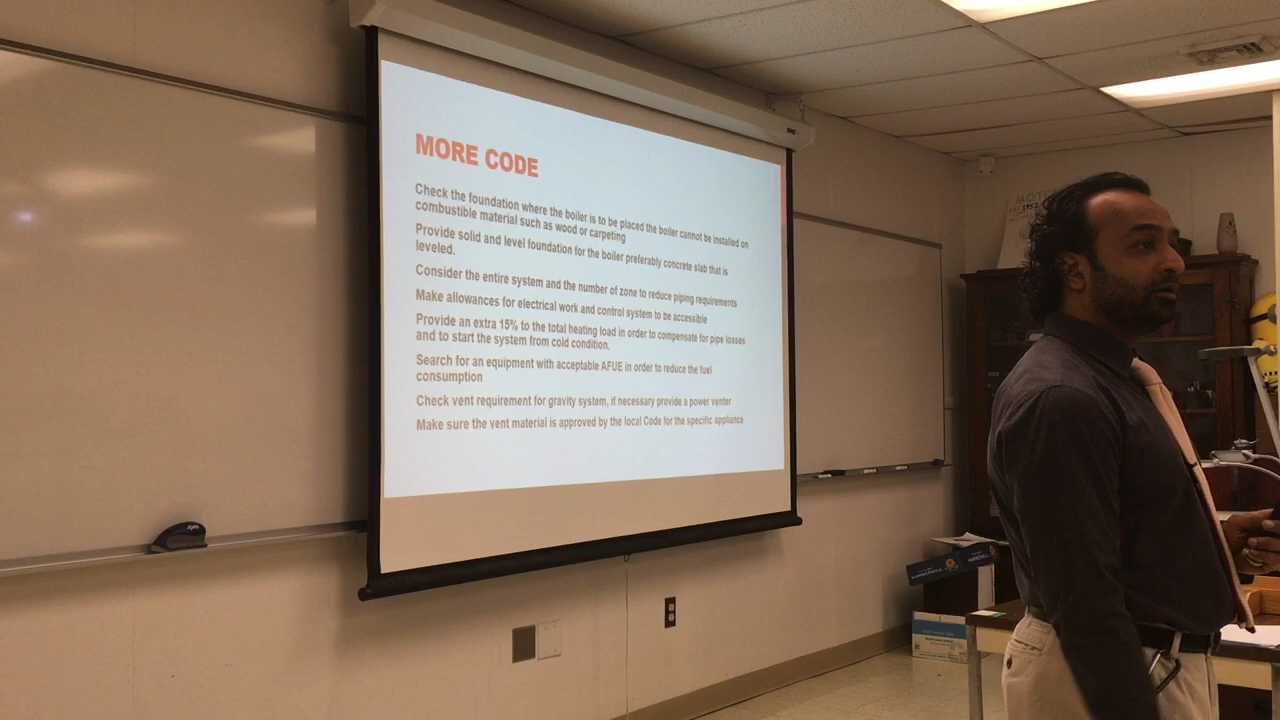 MORE CODE
Check the foundation where the boiler is to be placed the boiler cannot be installed on
combustible material such as wood or carpeting
Provide solid and level foundation for the boiler preferably concrete slab that is
leveled.
Consider the entire system and the number of zone to reduce piping requirements
Make allowances for electrical work and control system to be accessible
Provide an extra 15% to the total heating load in order to compensate for pipe losses
and to start the system from cold condition.
Search for an equipment with acceptable AFUE in order to reduce the fuel
consumption
Check vent requirement for gravity system, if necessary provide a power venter
Make sure the vent material is approved by the local Code for the specific appliance